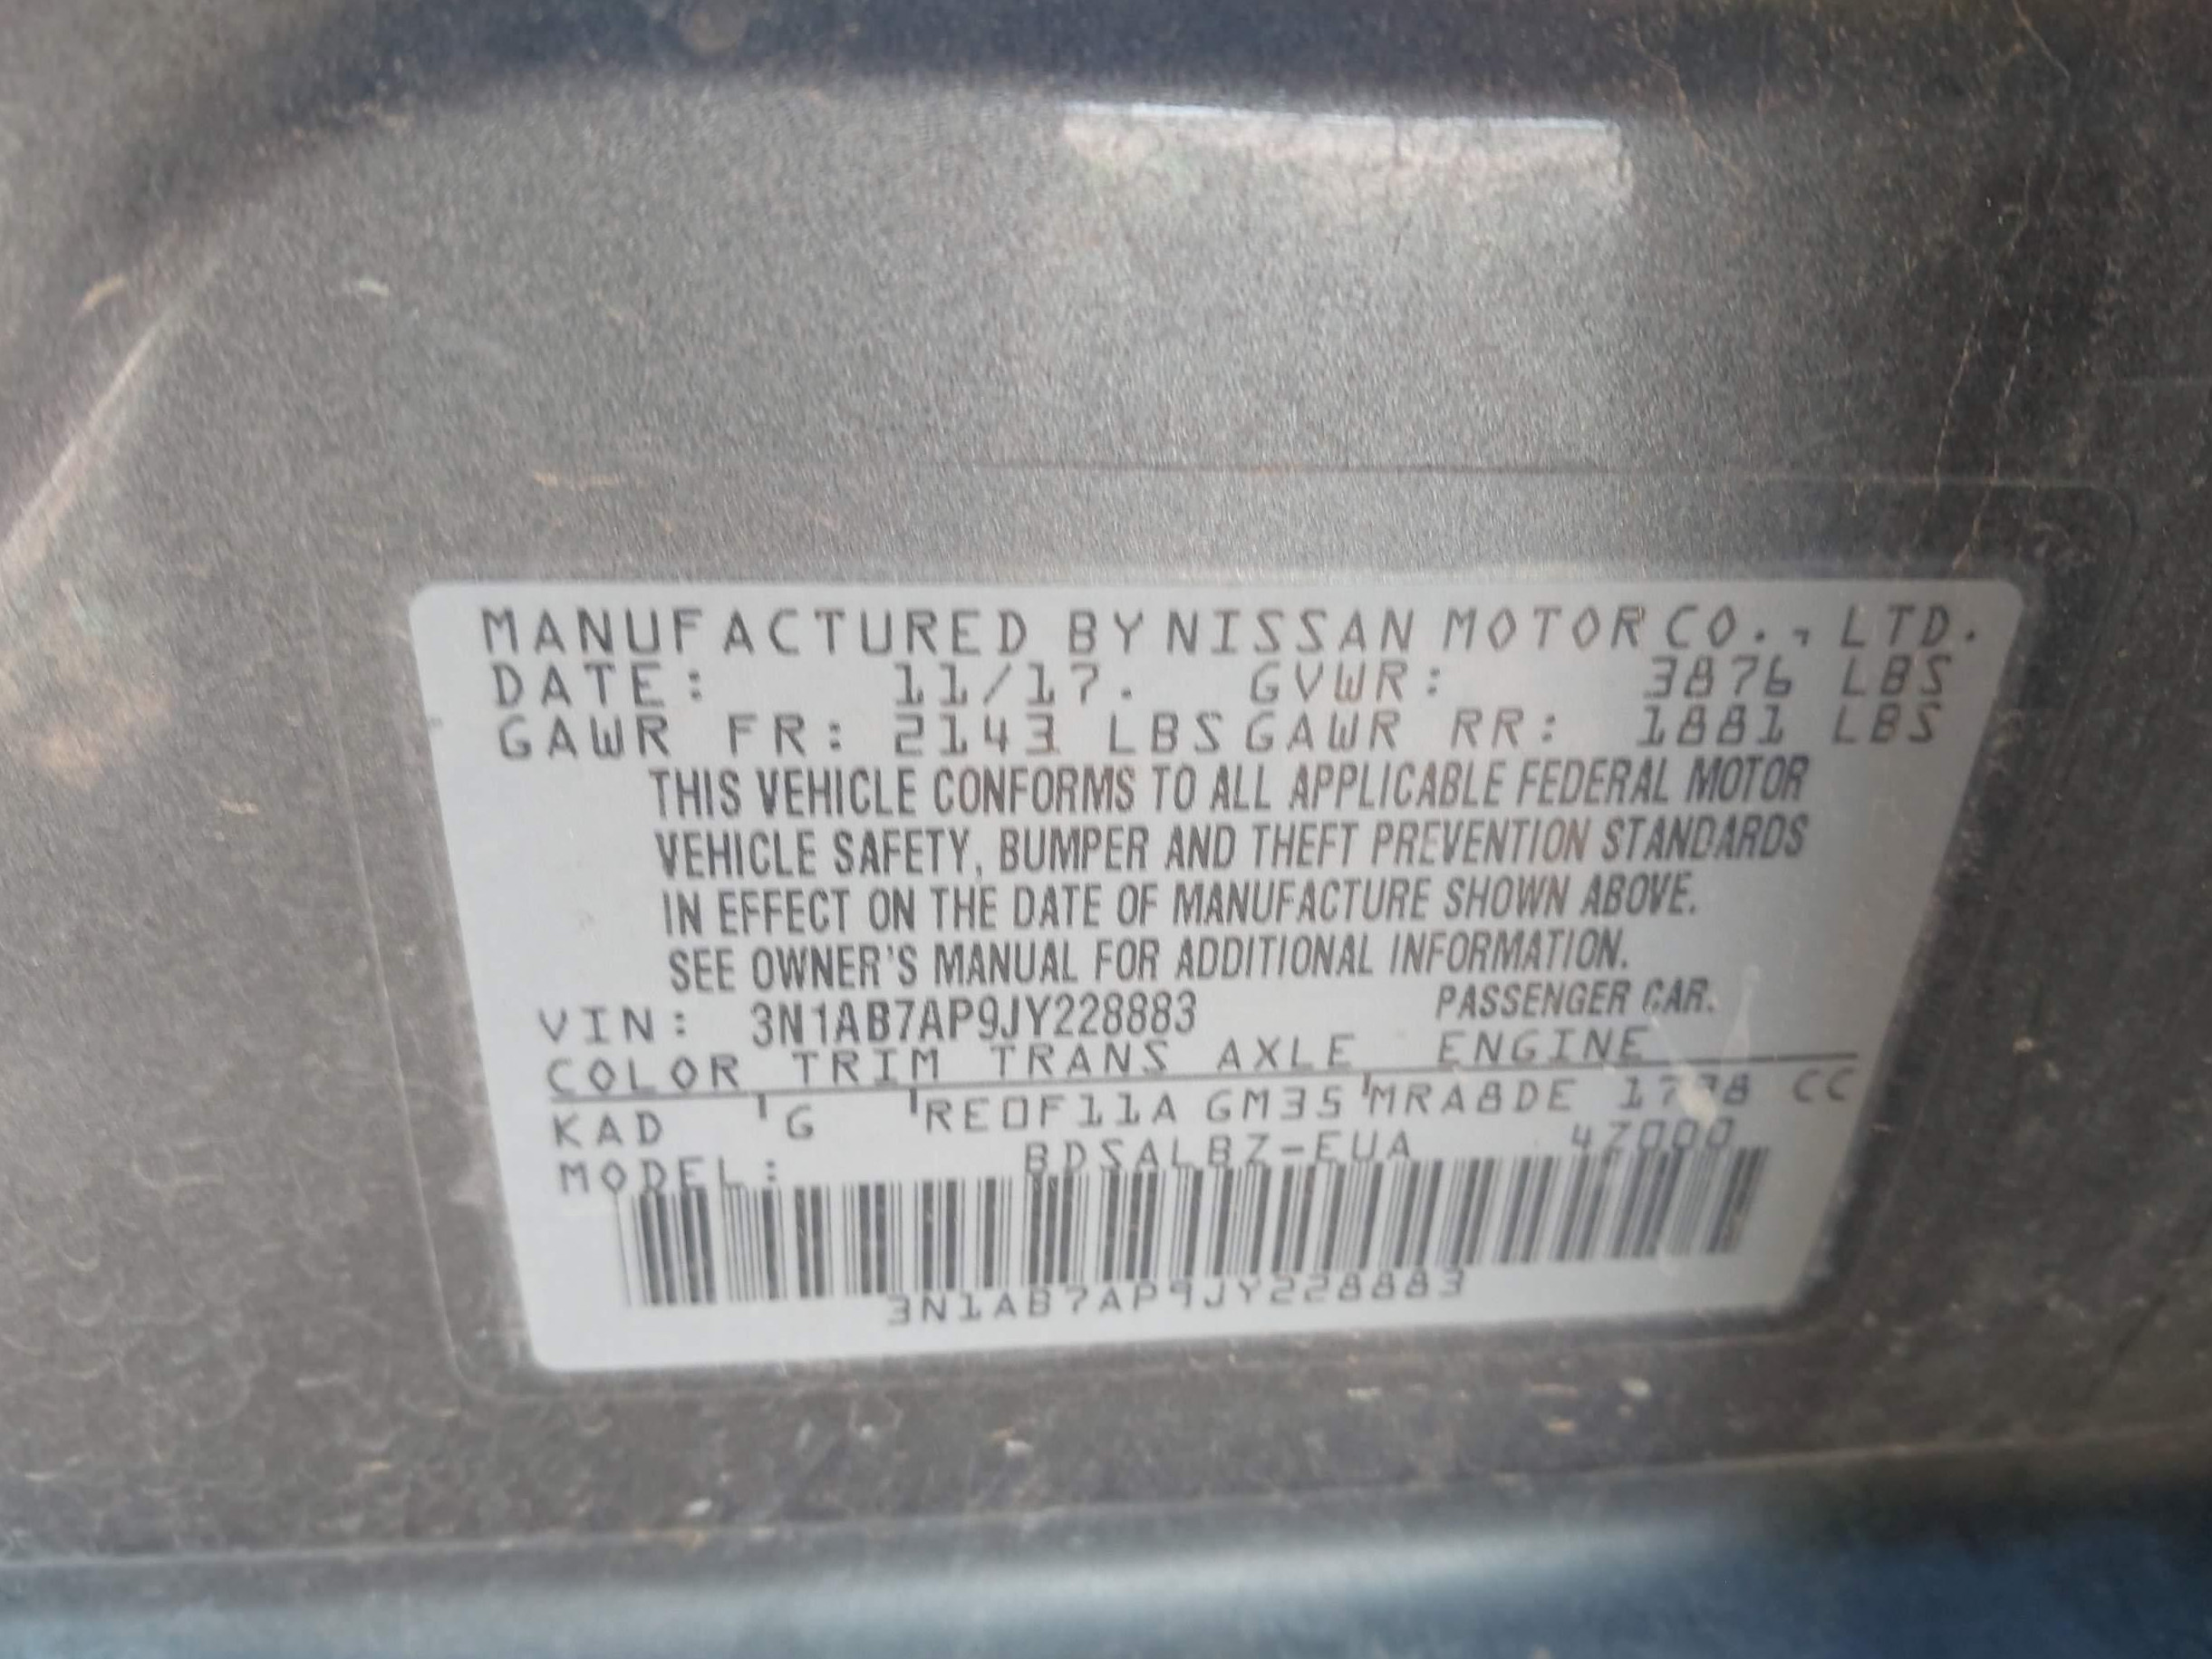 MANUFACTURED BY NISSAN MOTOR CO., LTD.
DATE: 11/17. GVWR: 3876 LBS
GAWR FR: 2143 LBS GAWR RR: 1881 LBS
THIS VEHICLE CONFORMS TO ALL APPLICABLE FEDERAL MOTOR
VEHICLE SAFETY, BUMPER AND THEFT PREVENTION STANDARDS
IN EFFECT ON THE DATE OF MANUFACTURE SHOWN ABOVE.
SEE OWNER'S MANUAL FOR ADDITIONAL INFORMATION.
VIN: 3N1AB7AP9JY228883 PASSENGER CAR.
COLOR TRIM TRANS AXLE ENGINE
KAD G RE0F11A GM35 MRA8DE 1798 CC
MODEL: BDSALBZ-EUA 47000
3N1AB7AP9JY228883